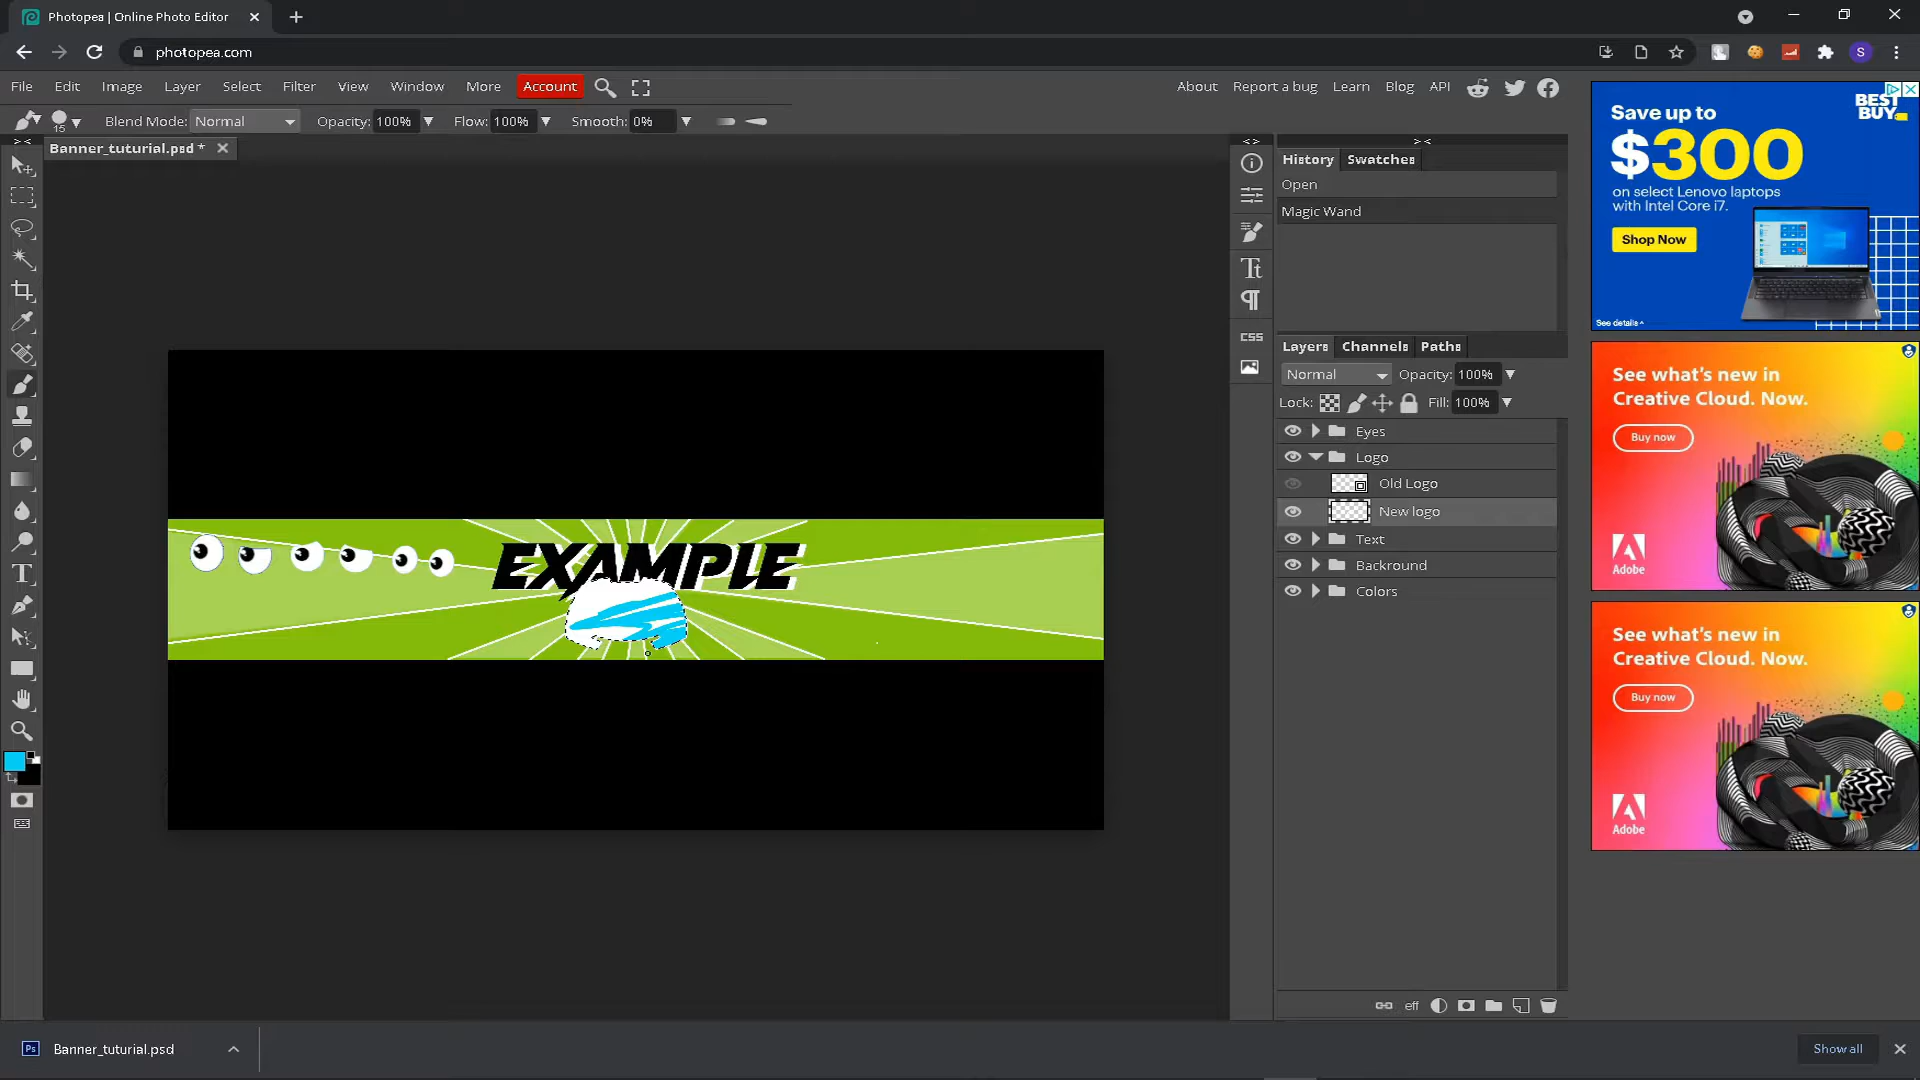 Photopea | Online Photo Editor
photopea.com
S
File Edit Image Layer Select Filter View Window More Account
About Report a bug Learn Blog API
15 Blend Mode: Normal Opacity: 100% Flow: 100% Smooth: 0%
Banner_tuturial.psd *
> < 
< >
> <
History Swatches
Open
Magic Wand
CSS
Layers Channels Paths
Normal Opacity: 100%
Lock: Fill: 100%
Eyes
Logo
Old Logo
New logo
Text
Backround
Colors
eff
EXAMPLE
Save up to
$300
on select Lenovo laptops
with Intel Core i7.
Shop Now
See details ^
BEST
BUY
See what's new in
Creative Cloud. Now.
Buy now
Adobe
See what's new in
Creative Cloud. Now.
Buy now
Adobe
Ps Banner_tuturial.psd
Show all